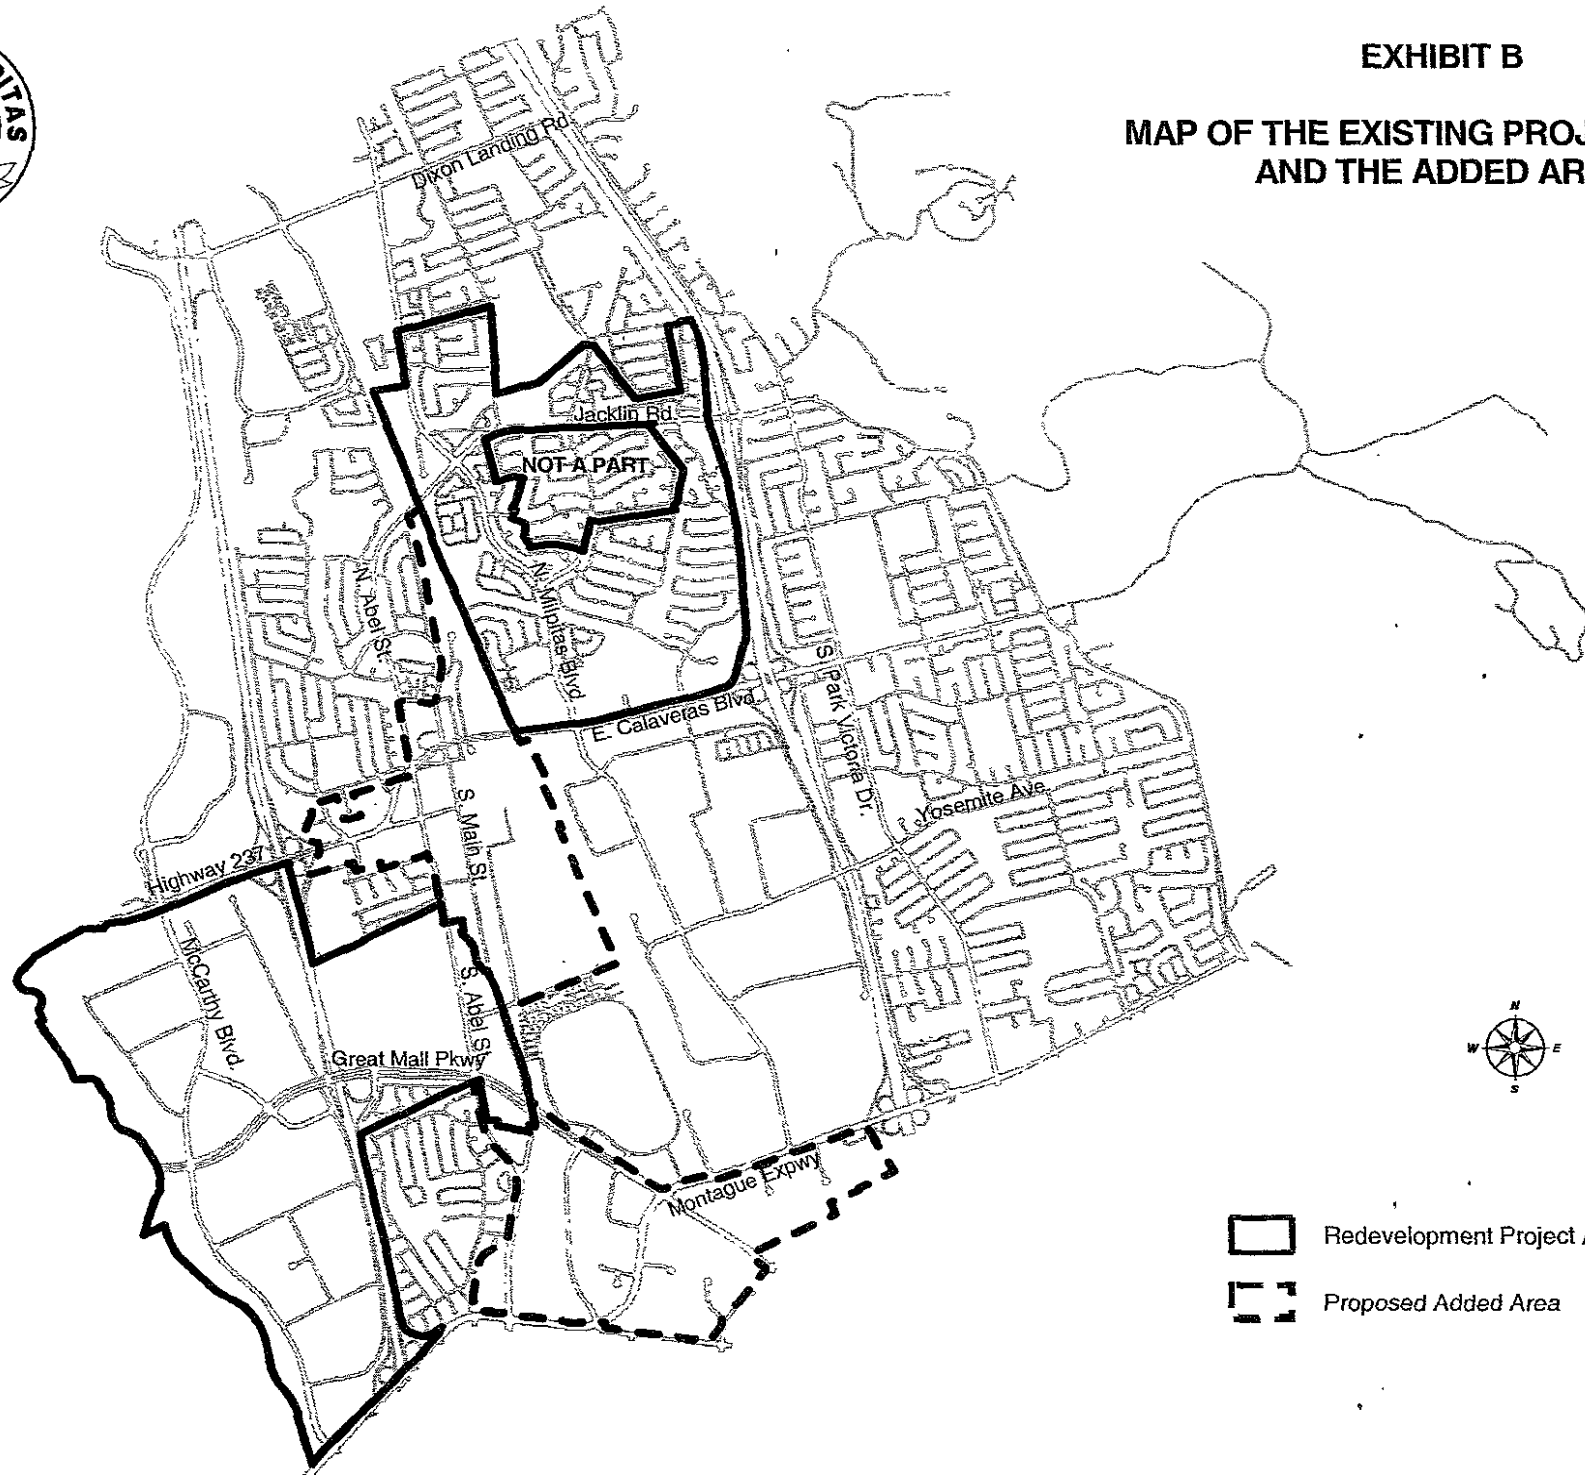 EXHIBIT B
MAP OF THE EXISTING
AND THE ADDED
Dixon Landing Rd.
Jacklin Rd.
NOT A PART
N. Abel St.
N. Milpitas Blvd.
E. Calaveras Blvd.
S. Park Victoria Dr.
Yosemite Ave.
S. Main St.
Highway 237
McCarthy Blvd.
S. Abel St.
Great Mall Pkwy
Montague Expwy
N
W
E
S
Redevelopment Project
Proposed Added Area